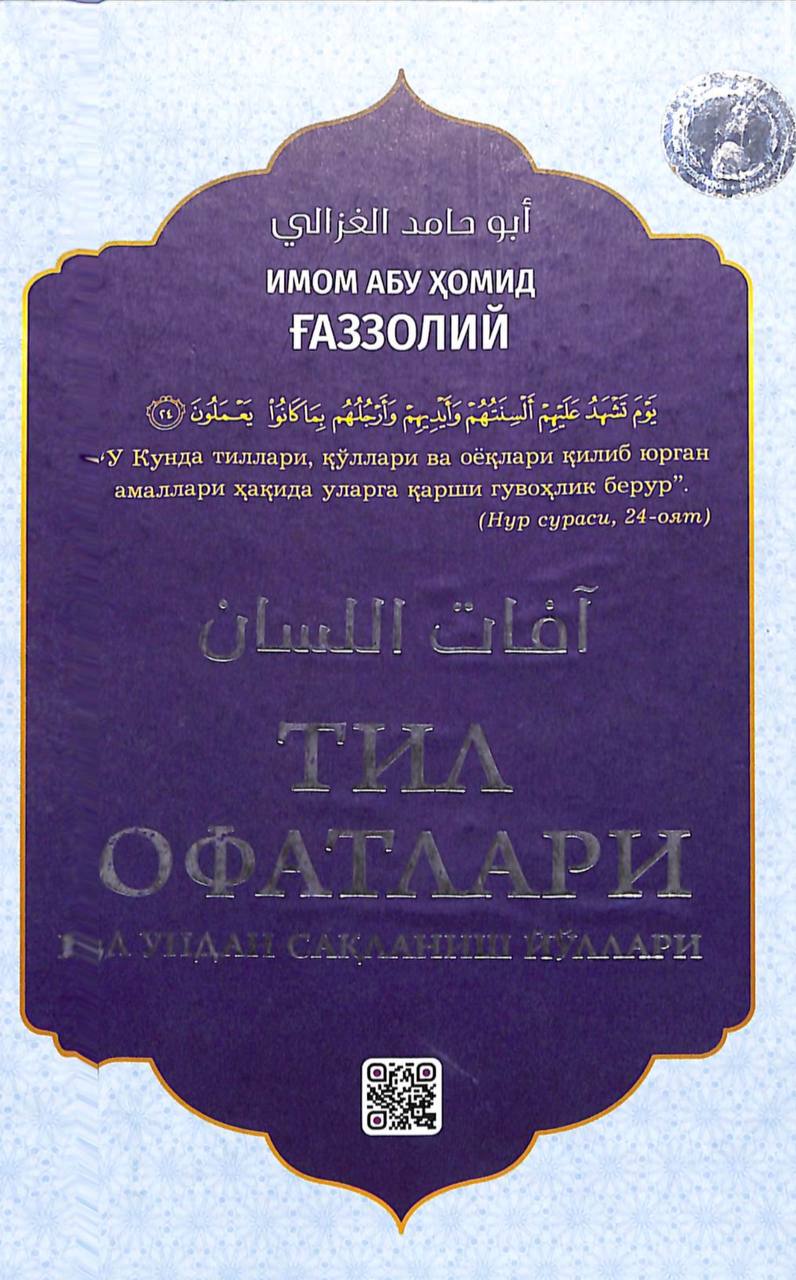 أبو حامد الغزالي
ИМОМ АБУ ҲОМИД
ҒАЗЗОЛИЙ
يَوْمَ تَشْهَدُ عَلَيْهِمْ أَلْسِنَتُهُمْ وَأَيْدِيهِمْ وَأَرْجُلُهُم بِمَا كَانُوا۟ يَعْمَلُونَ ٢٤
“У Кунда тиллари, қўллари ва оёқлари қилиб юрган
амаллари ҳақида уларга қарши гувоҳлик берур”.
(Нур сураси, 24-оят)
آفات اللسان
ТИЛ
ОФАТЛАРИ
ВА УНДАН САҚЛАНИШ ЙЎЛЛАРИ